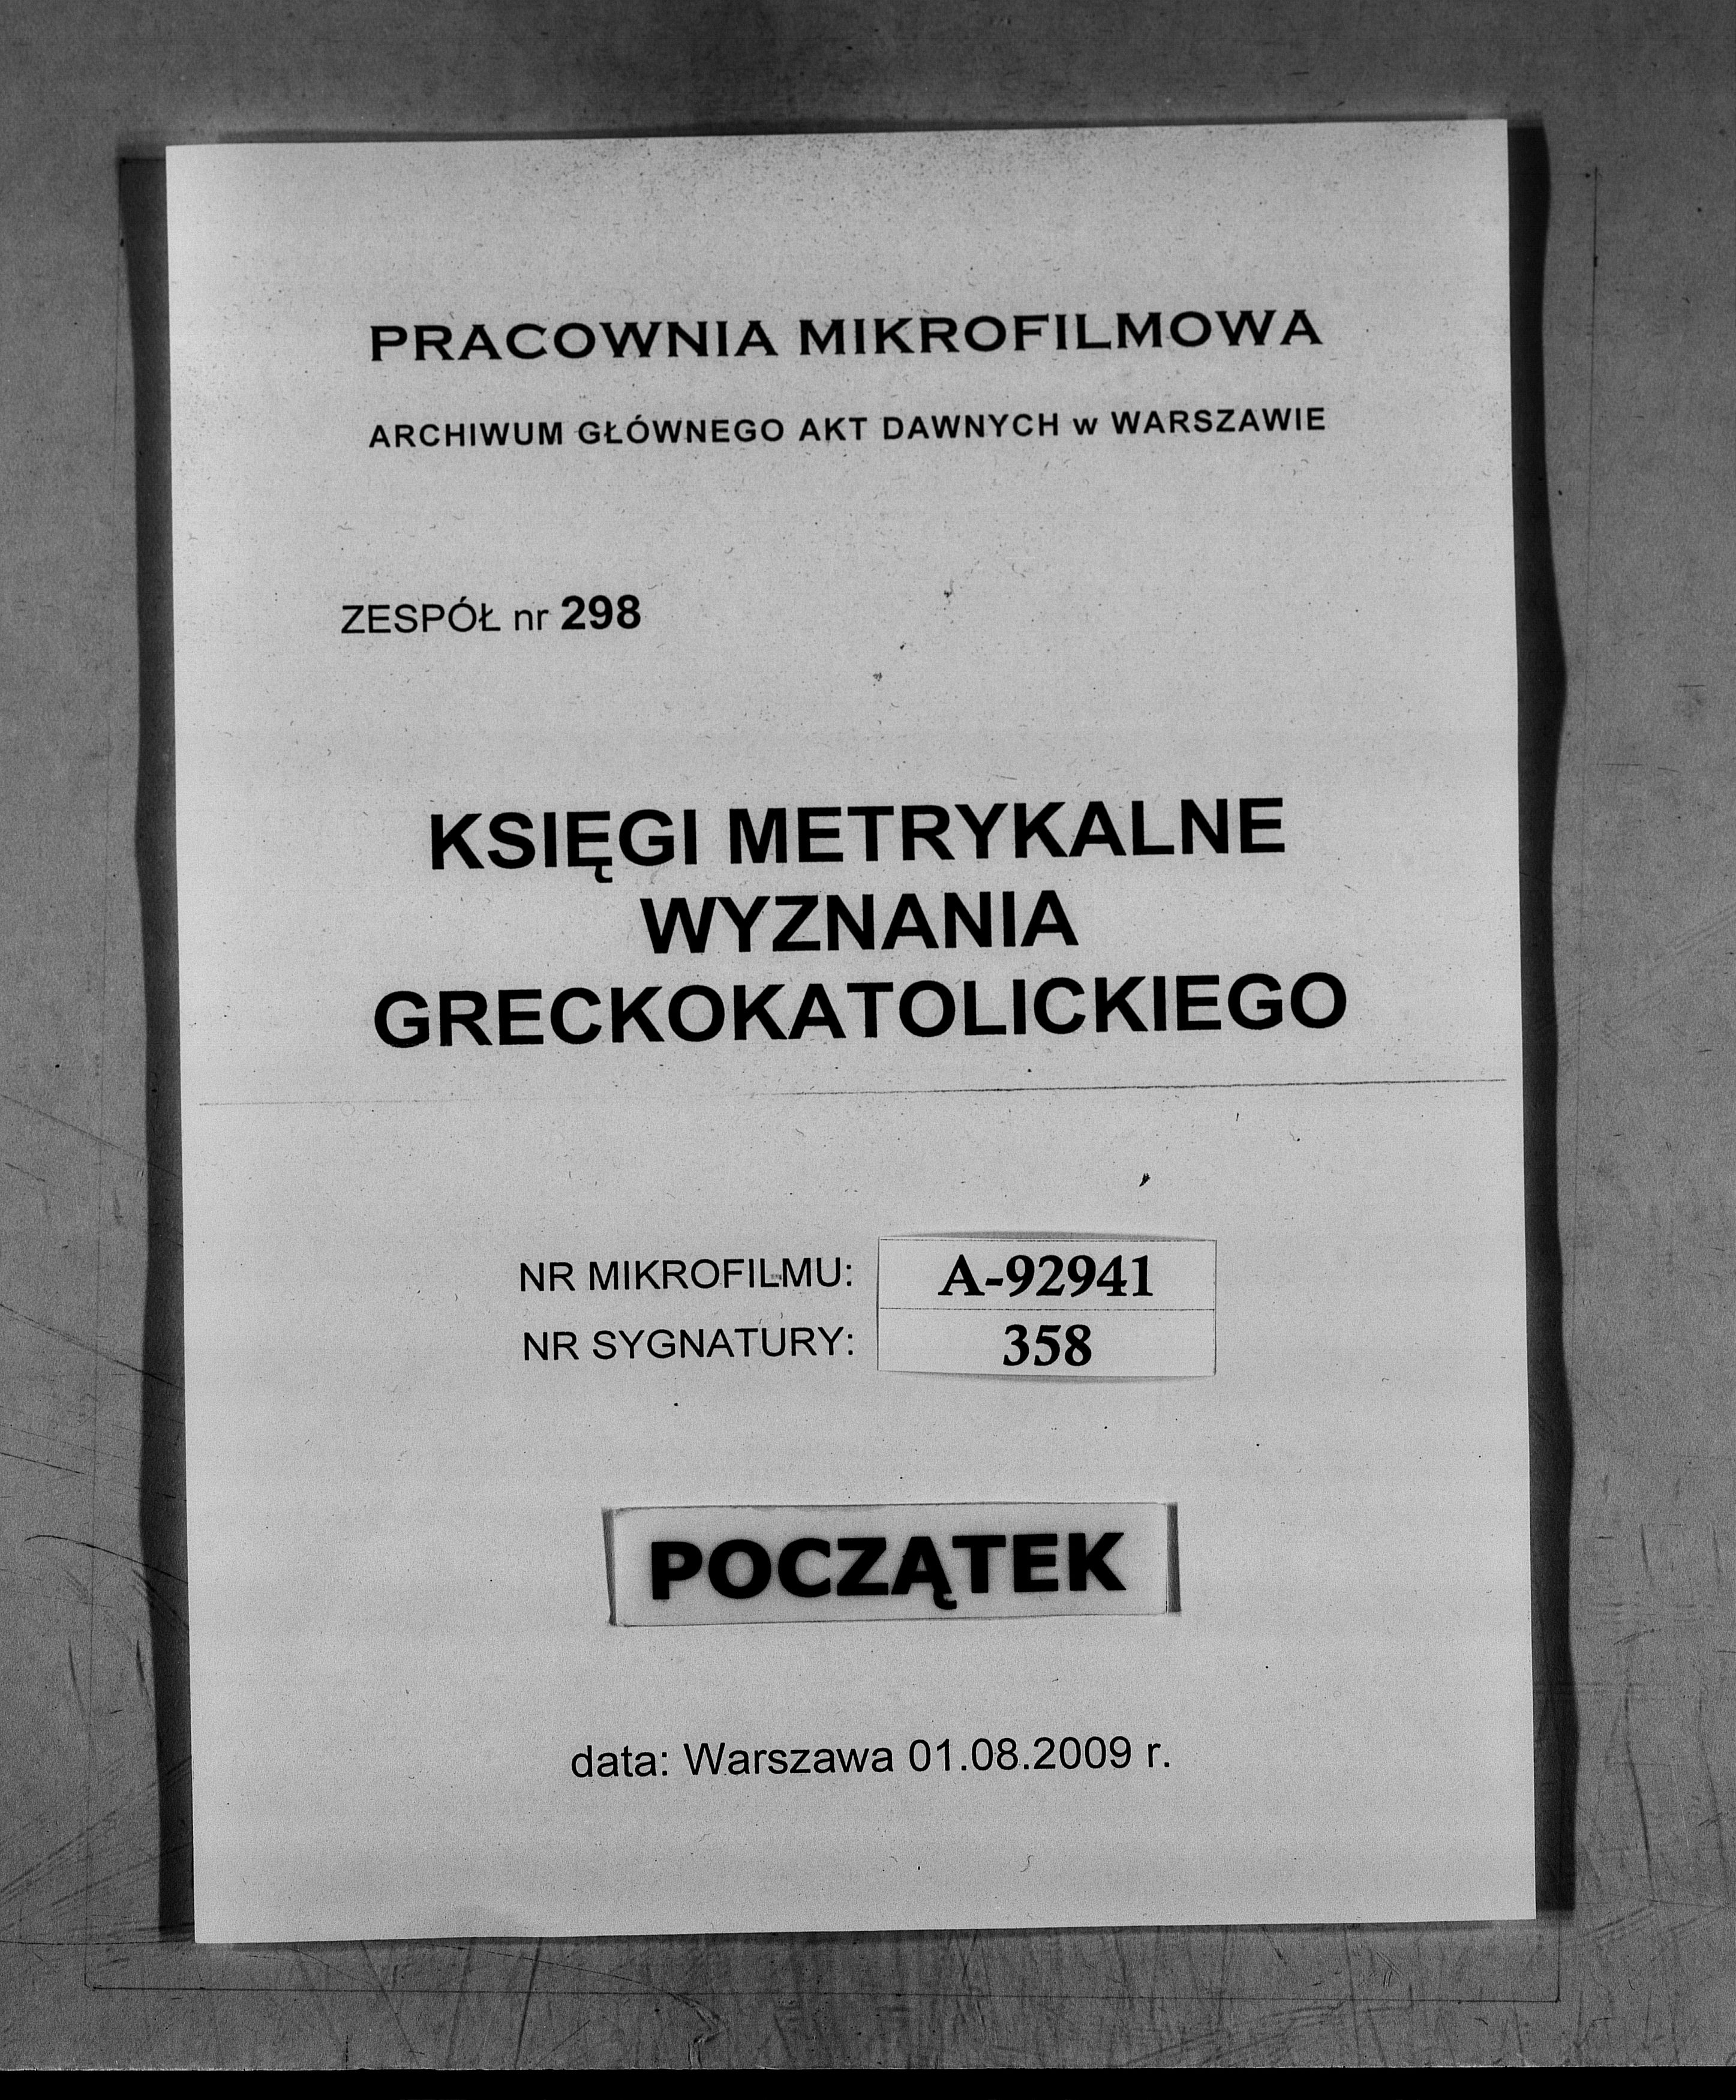 PRACOWNIA MIKROFILMOWA
ARCHIWUM GŁÓWNEGO AKT DAWNYCH w WARSZAWIE
ZESPÓŁ nr 298
KSIĘGI METRYKALNE
WYZNANIA
GRECKOKATOLICKIEGO
NR MIKROFILMU: A-92941
NR SYGNATURY: 358
POCZĄTEK
data: Warszawa 01.08.2009 r.